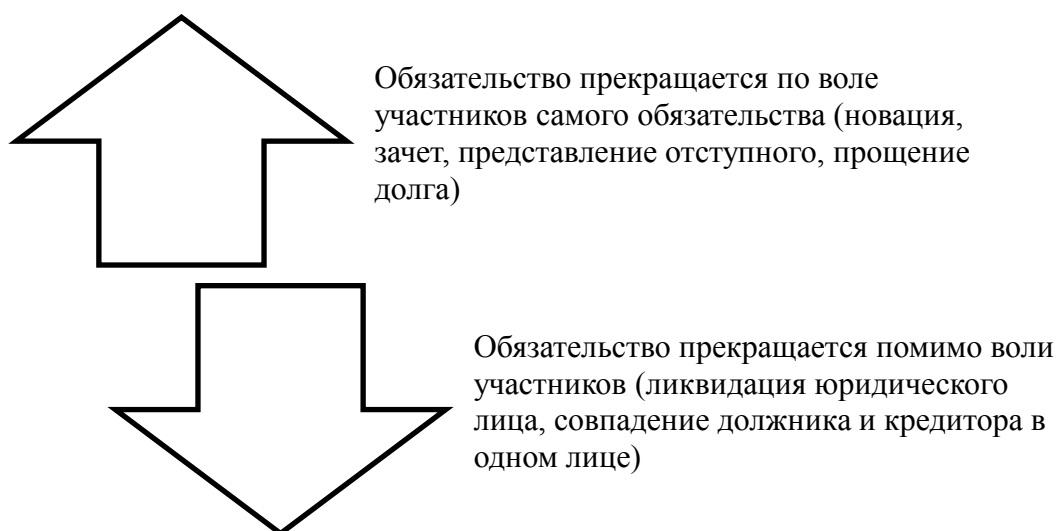 Обязательство прекращается по воле
участников самого обязательства (новация,
зачет, представление отступного, прощение
долга)
Обязательство прекращается помимо воли
участников (ликвидация юридического
лица, совпадение должника и кредитора в
одном лице)